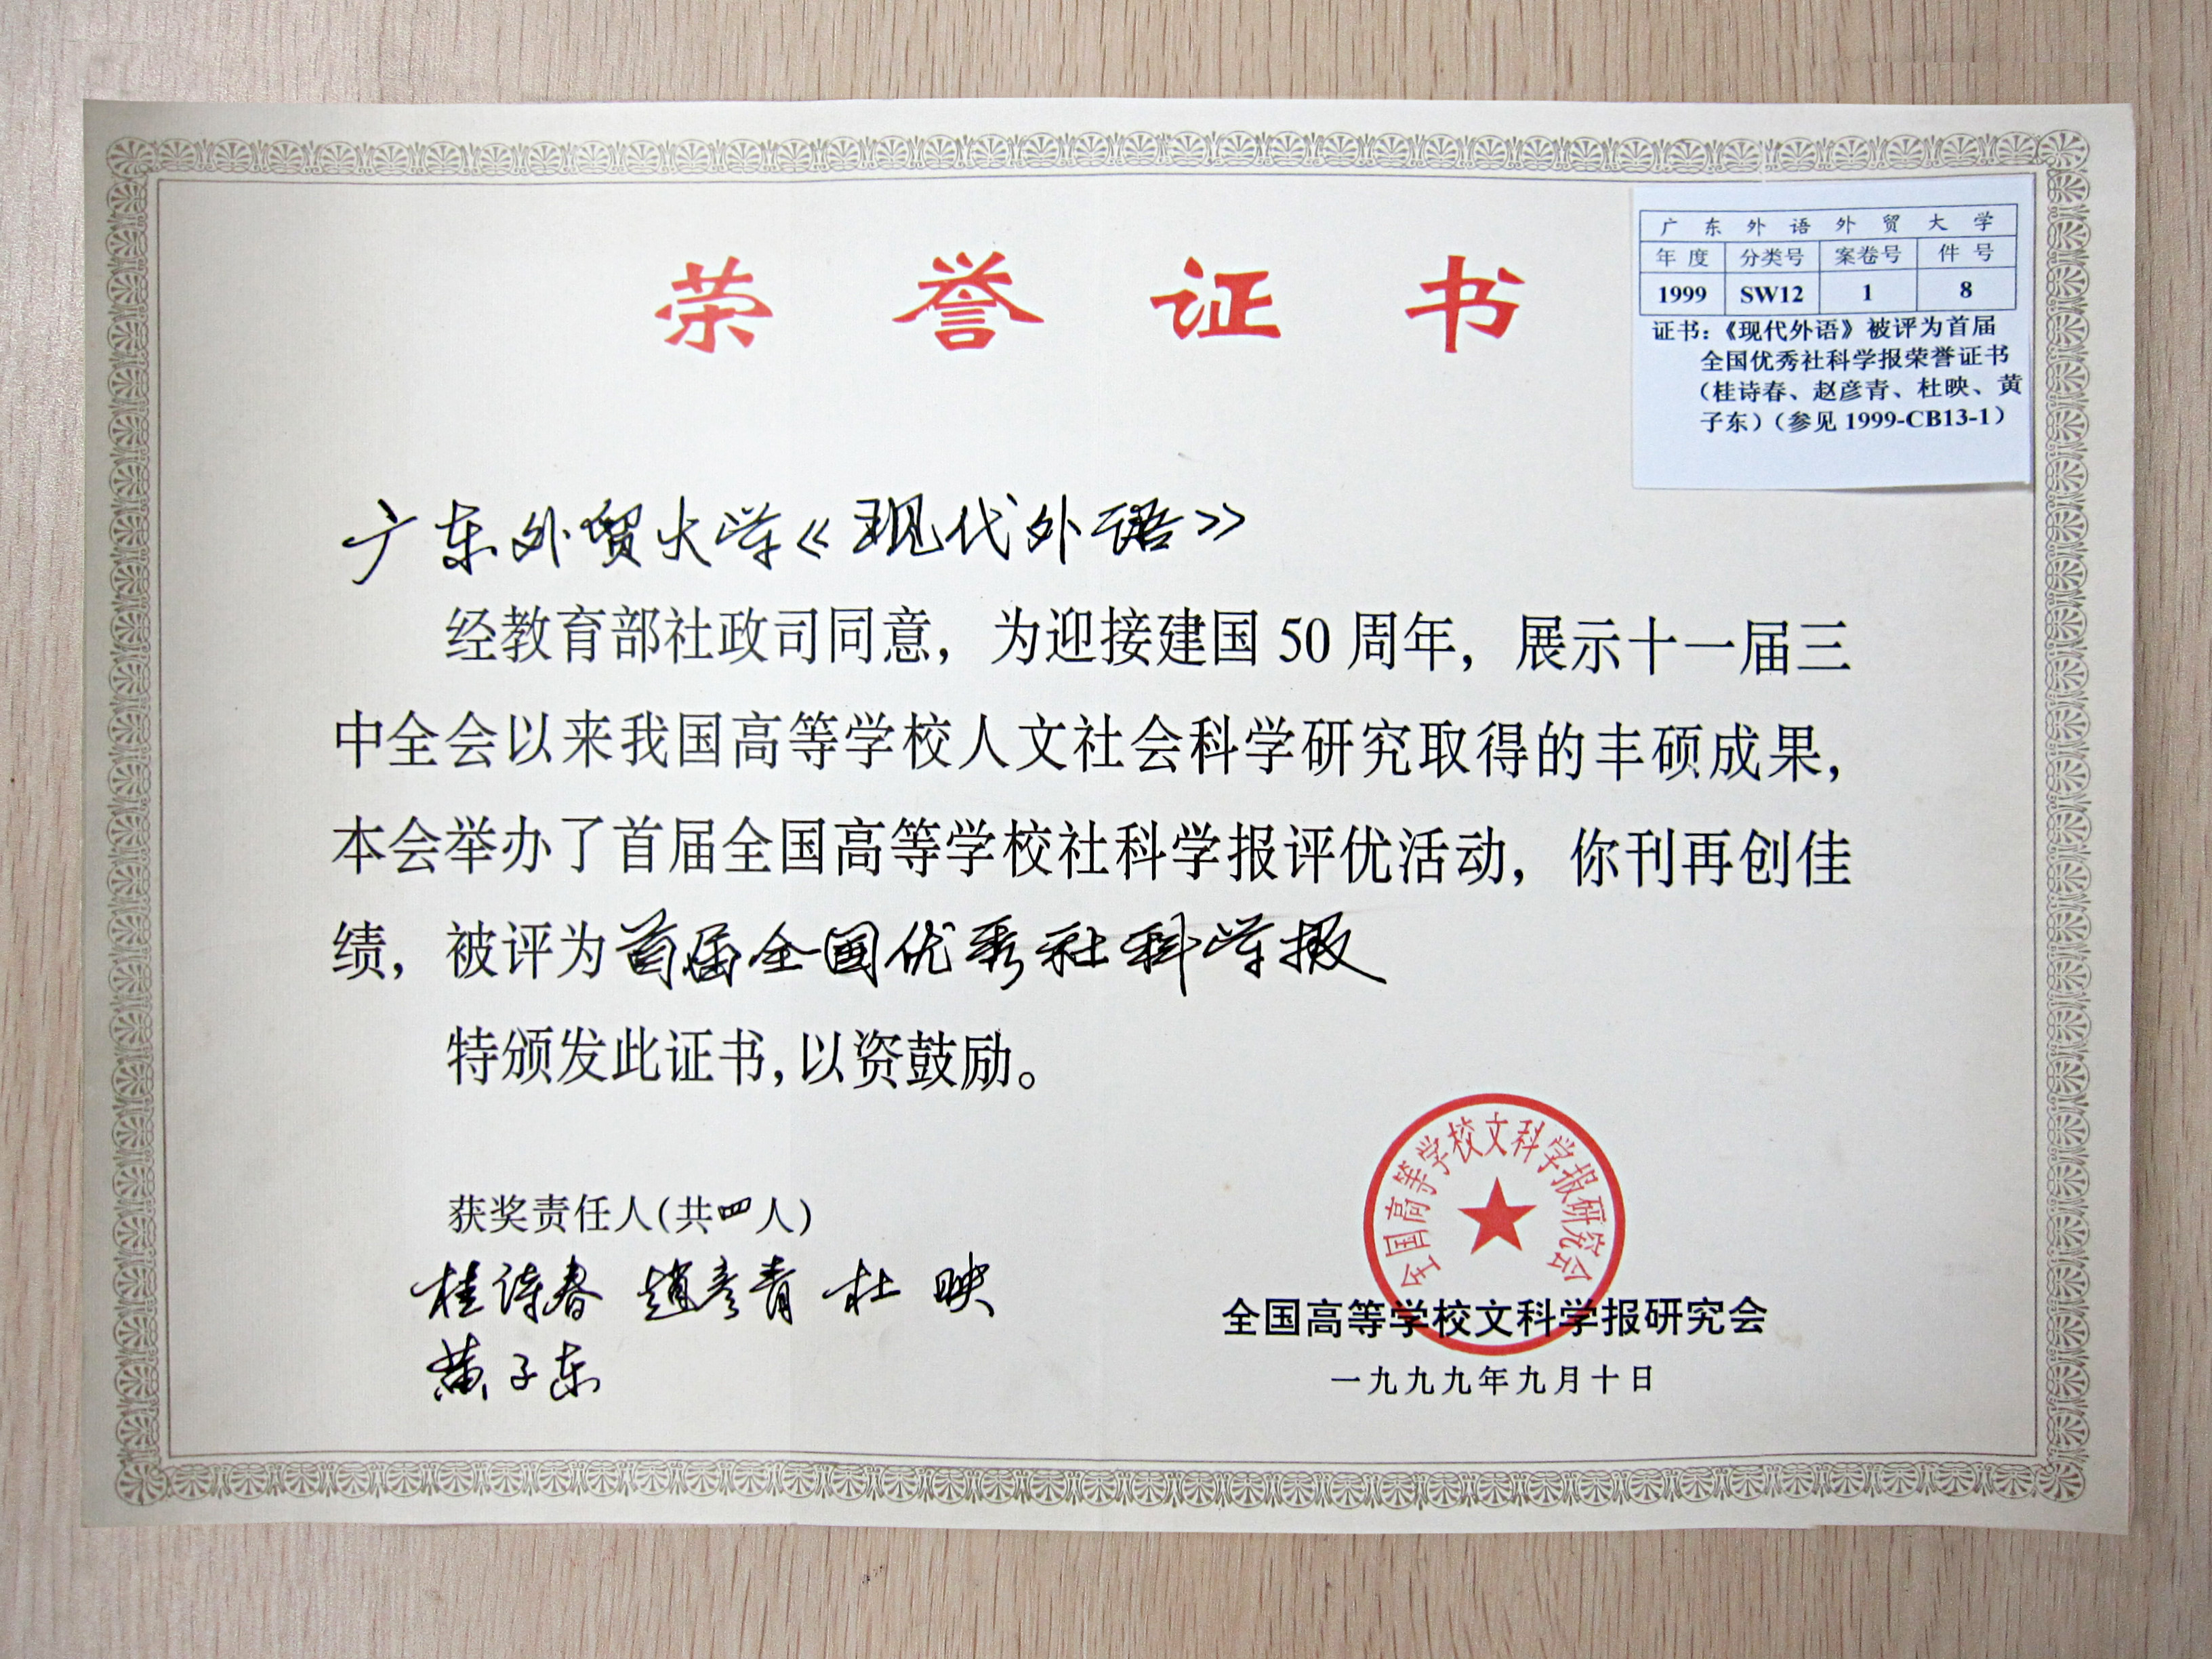 荣誉证书
广东外语外贸大学
年度 分类号 案卷号 件号
1999 SW12 1 8
证书：《现代外语》被评为首届
全国优秀社科学报荣誉证书
（桂诗春、赵彦青、杜映、黄
子东）（参见 1999-CB13-1）
广东外贸大学《现代外语》
经教育部社政司同意，为迎接建国 50 周年，展示十一届三
中全会以来我国高等学校人文社会科学研究取得的丰硕成果，
本会举办了首届全国高等学校社科学报评优活动，你刊再创佳
绩，被评为首届全国优秀社科学报
特颁发此证书，以资鼓励。
获奖责任人（共四人）
桂诗春 趙彦青 杜映
黄子东
全国高等学校文科学报研究会
全国高等学校文科学报研究会
一九九九年九月十日